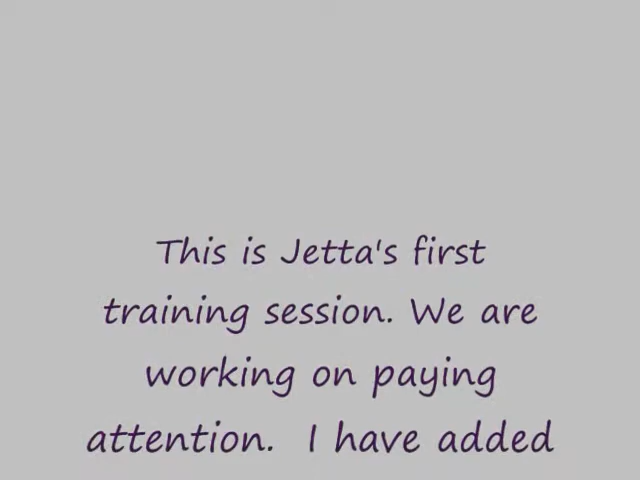 This is Jetta's first
training session. We are
working on paying
attention.  I have added